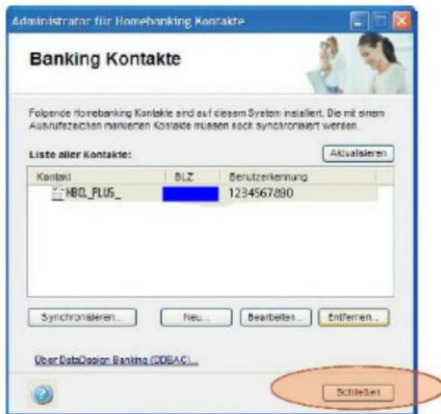 Administrator für Homebanking Kontakte
Banking Kontakte
Folgende Homebanking Kontakte sind auf diesem System installiert. Die mit einem
Ausrufezeichen markierten Kontakte müssen noch synchronisiert werden.
Liste aller Kontakte:
Aktualisieren
Kontakt BLZ Benutzerkennung
HBCI_PLUS_ 1234567890
Synchronisieren... Neu... Bearbeiten... Entfernen...
Über DataDesign Banking (DDBAC)...
Schließen